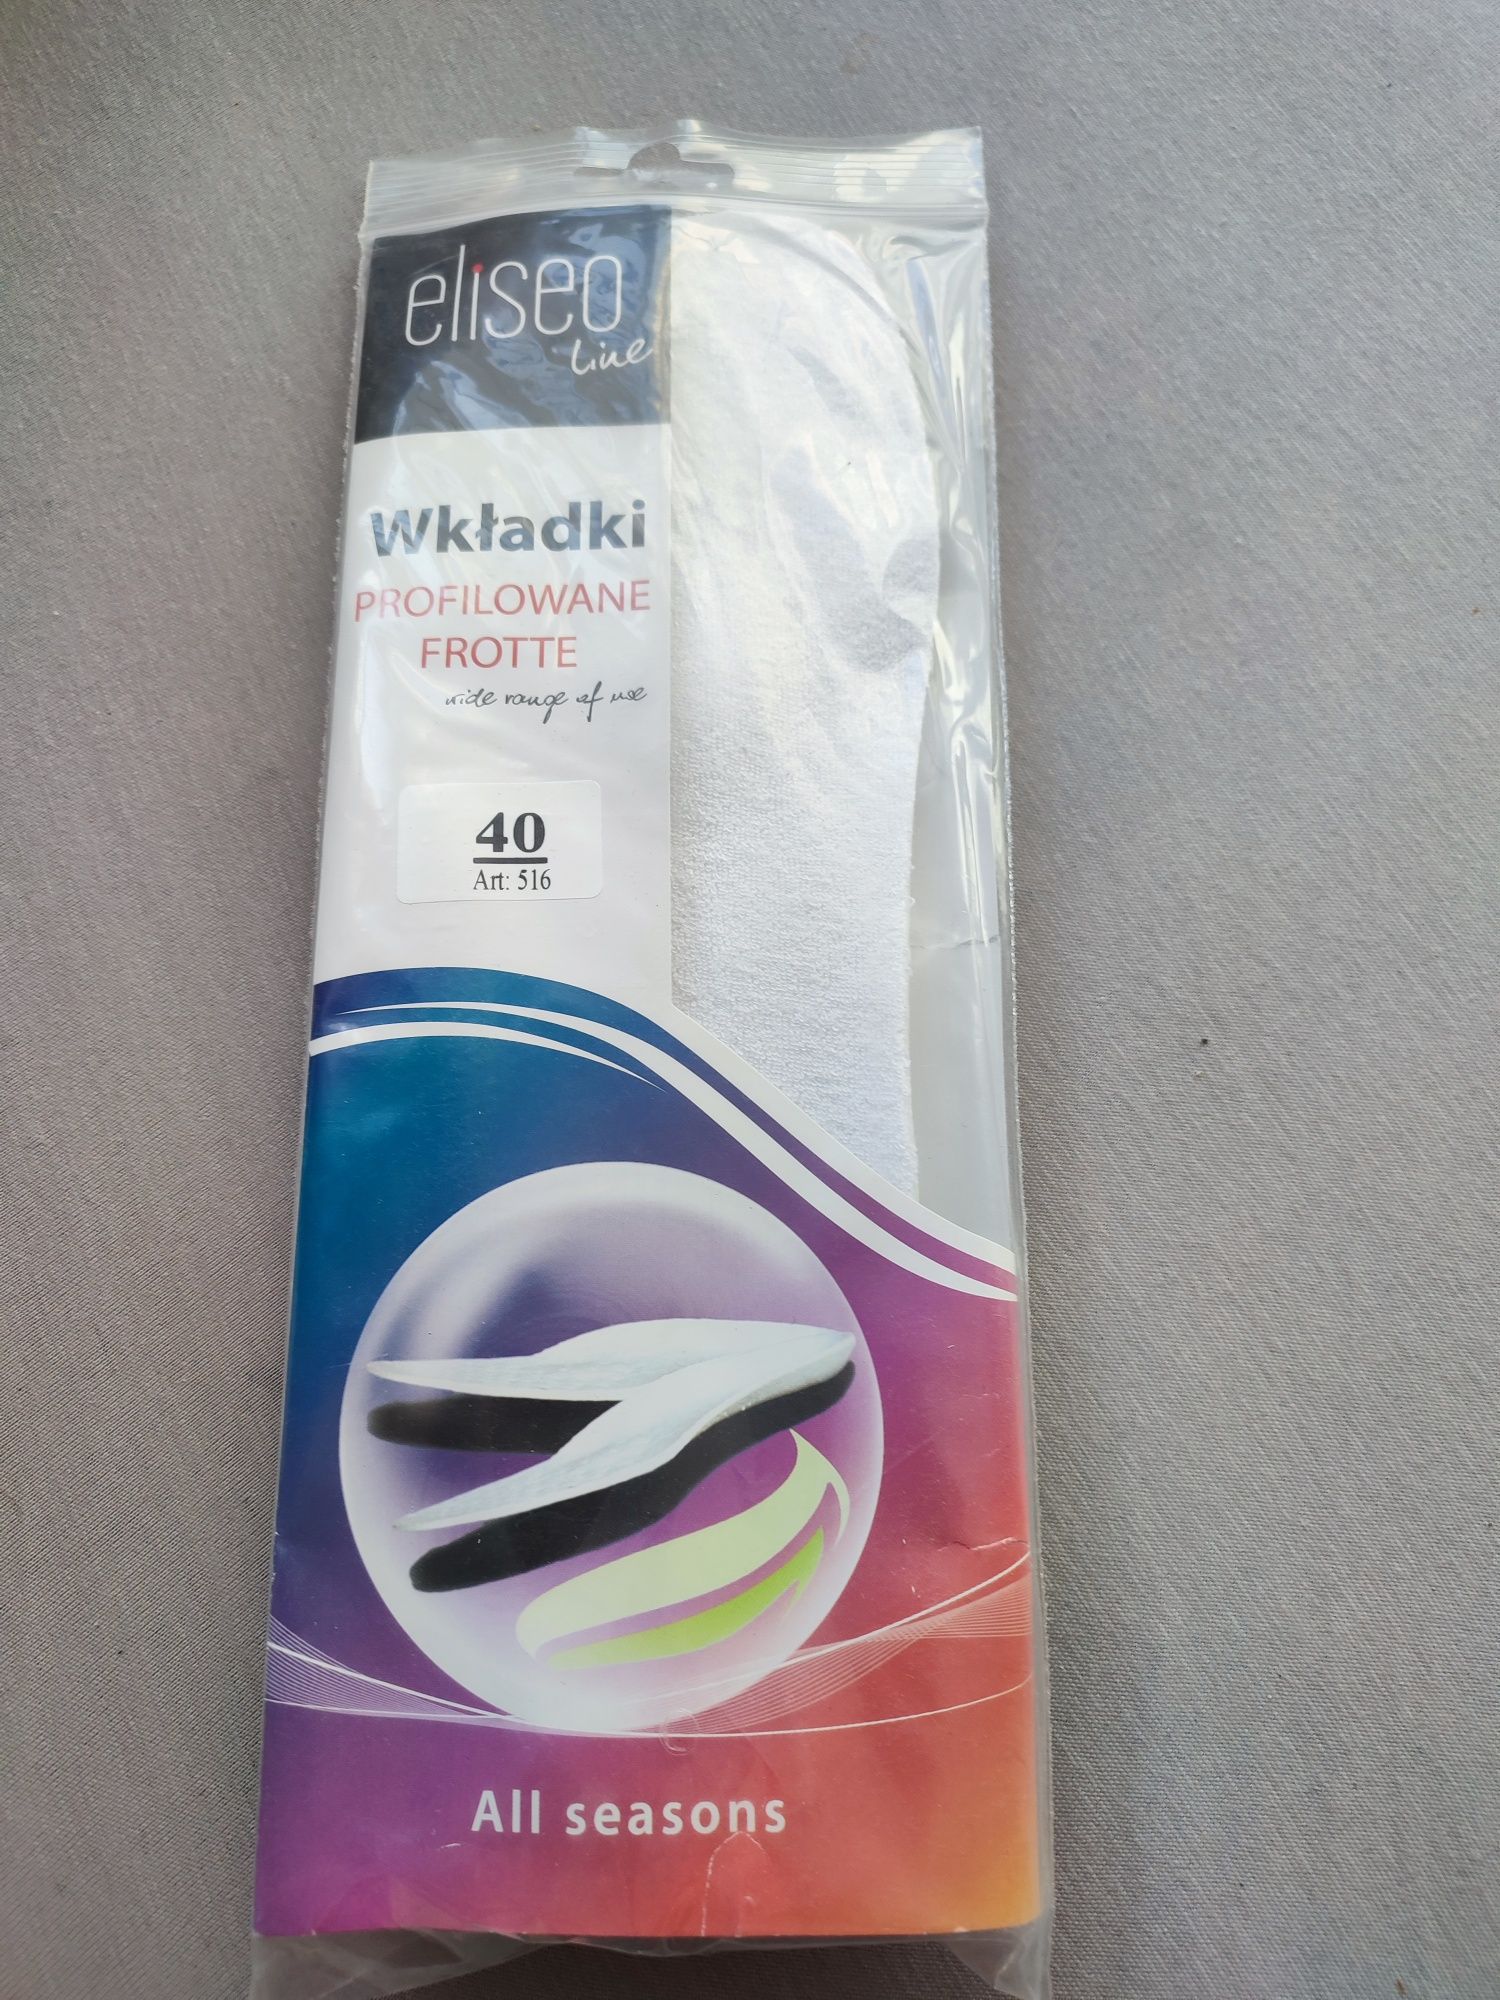 eliseo
Line
Wkładki
PROFILOWANE
FROTTE
wide range of use
40
Art: 516
All seasons